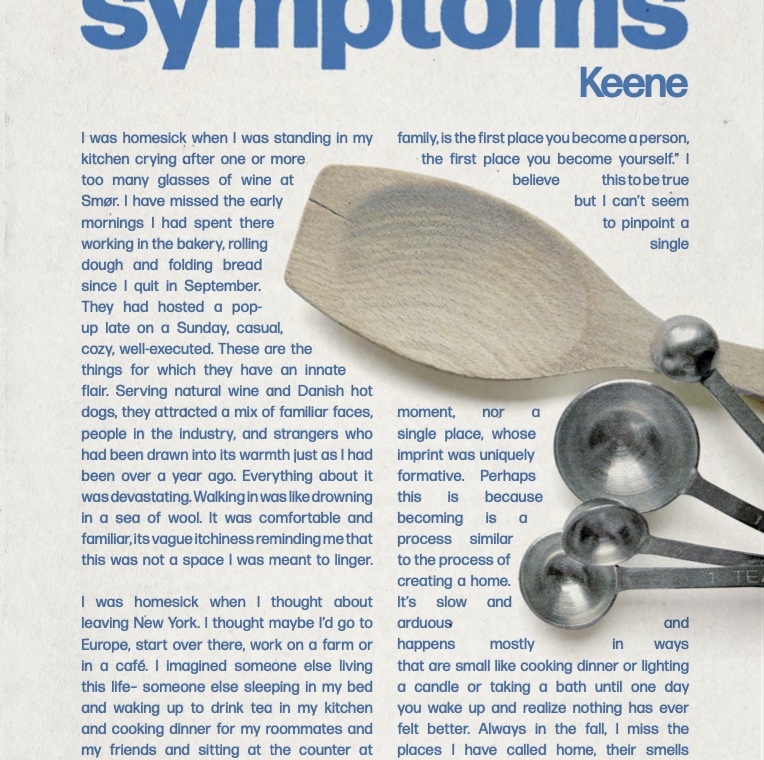 symptoms
Keene
I was homesick when I was standing in my
kitchen crying after one or more
too many glasses of wine at
Smør. I have missed the early
mornings I had spent there
working in the bakery, rolling
dough and folding bread
since I quit in September.
They had hosted a pop-
up late on a Sunday, casual,
cozy, well-executed. These are the
things for which they have an innate
flair. Serving natural wine and Danish hot
dogs, they attracted a mix of familiar faces,
people in the industry, and strangers who
had been drawn into its warmth just as I had
been over a year ago. Everything about it
was devastating. Walking in was like drowning
in a sea of wool. It was comfortable and
familiar, its vague itchiness reminding me that
this was not a space I was meant to linger.
I was homesick when I thought about
leaving New York. I thought maybe I'd go to
Europe, start over there, work on a farm or
in a café. I imagined someone else living
this life– someone else sleeping in my bed
and waking up to drink tea in my kitchen
and cooking dinner for my roommates and
my friends and sitting at the counter at
family, is the first place you become a person,
the first place you become yourself.” I
believe this to be true
but I can’t seem
to pinpoint a
single
moment, nor a
single place, whose
imprint was uniquely
formative. Perhaps
this is because
becoming is a
process similar
to the process of
creating a home.
It’s slow and
arduous and
happens mostly in ways
that are small like cooking dinner or lighting
a candle or taking a bath until one day
you wake up and realize nothing has ever
felt better. Always in the fall, I miss the
places I have called home, their smells
1 TEA